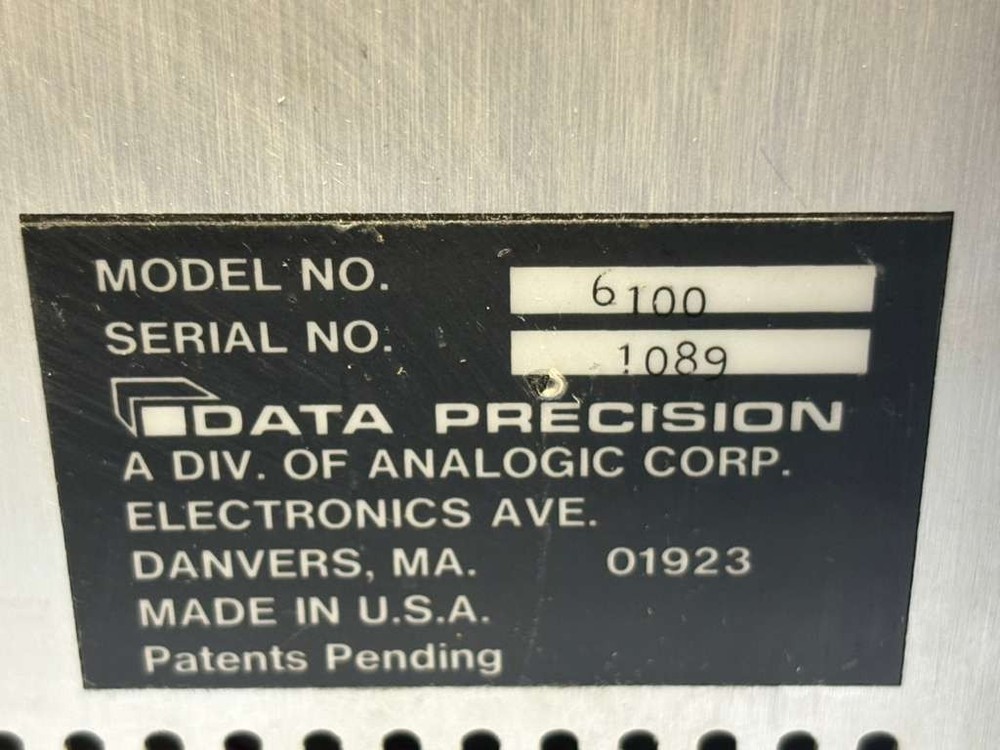 MODEL NO. 6100
SERIAL NO. 1089
DATA PRECISION
A DIV. OF ANALOGIC CORP.
ELECTRONICS AVE.
DANVERS, MA. 01923
MADE IN U.S.A.
Patents Pending